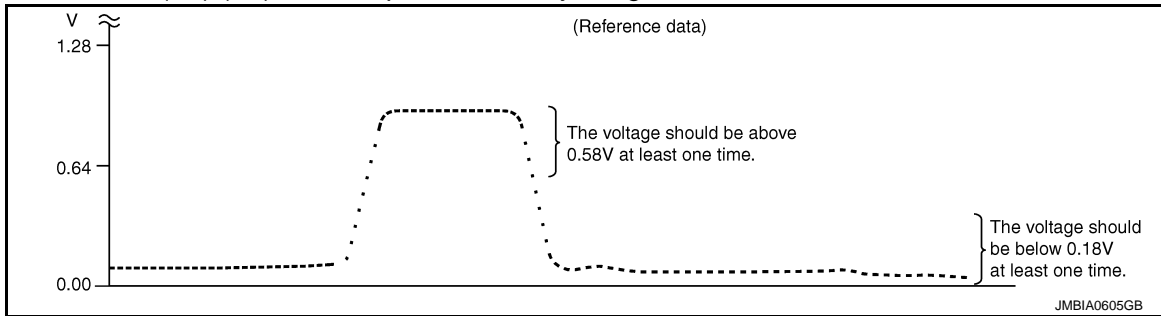 V
(Reference data)
1.28
The voltage should be above
0.58V at least one time.
0.64
The voltage should
be below 0.18V
at least one time.
0.00
JMBIA0605GB